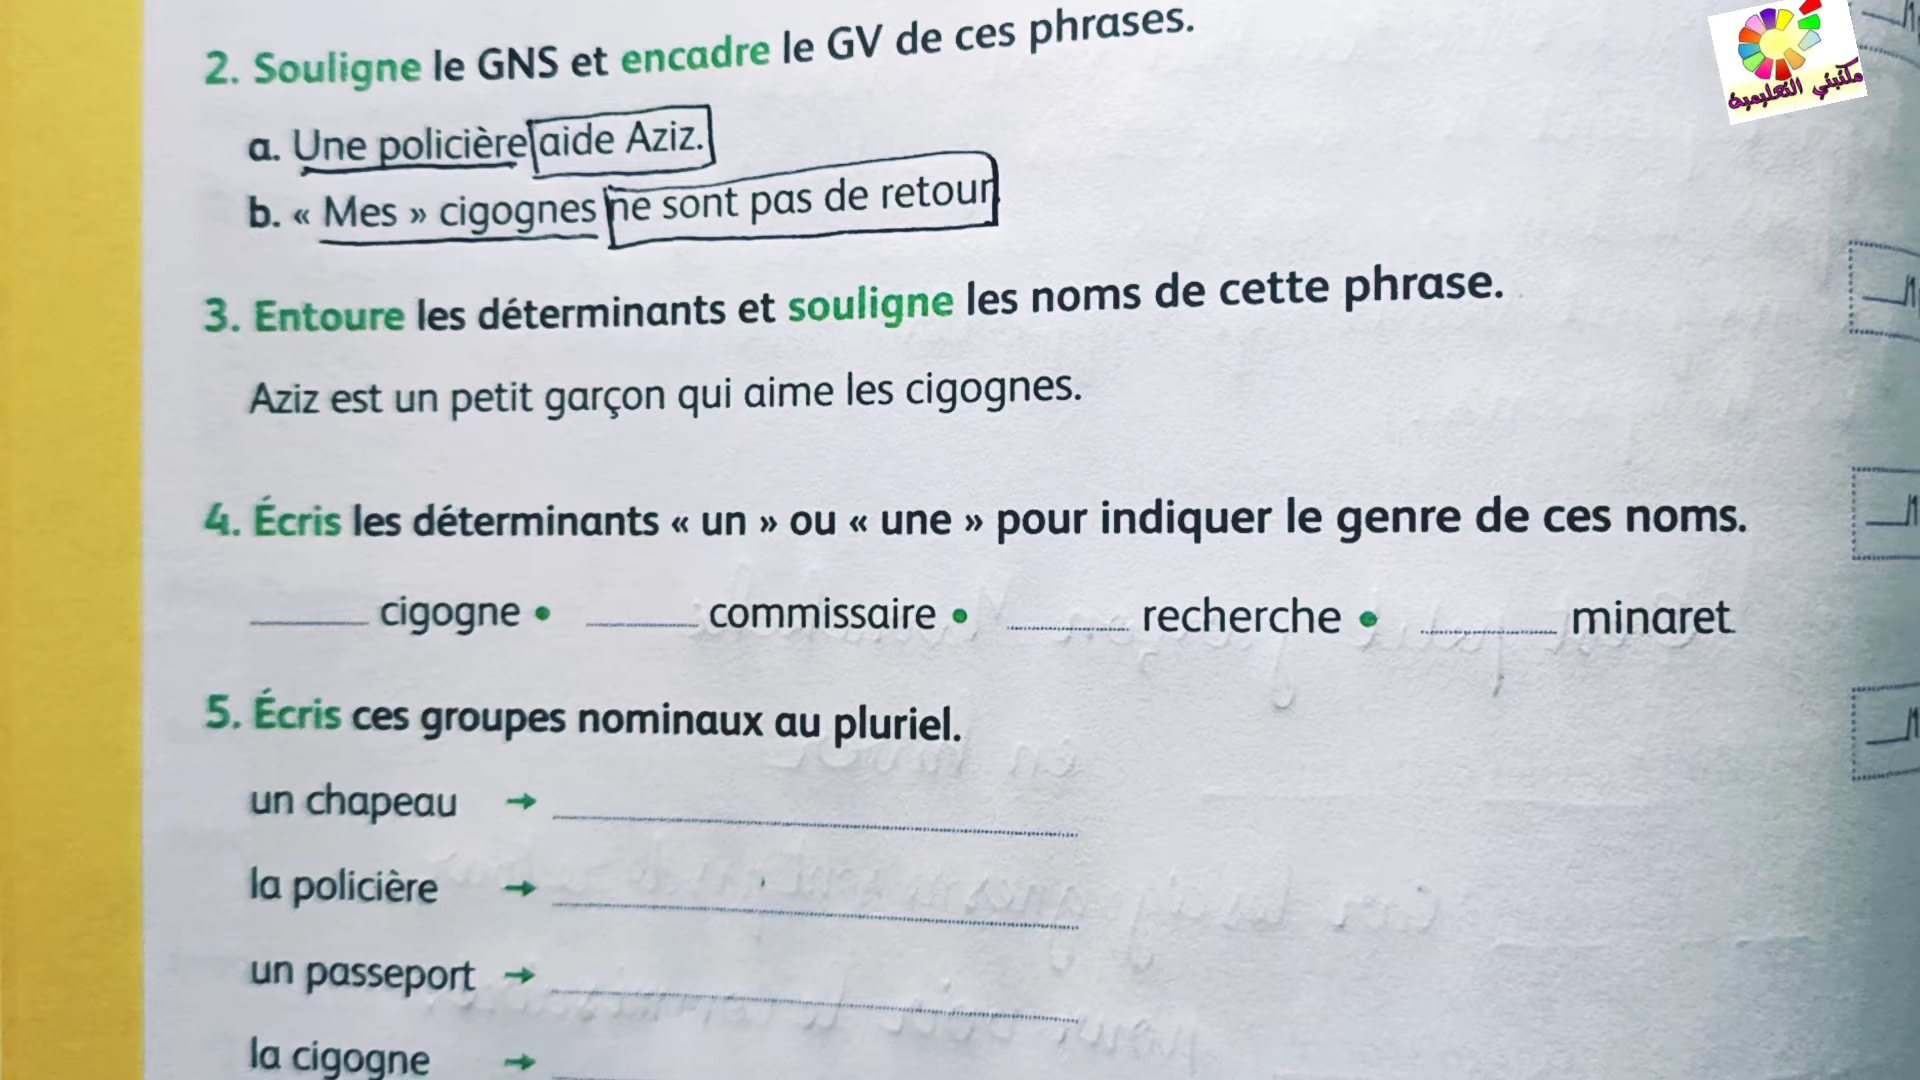 2. Souligne le GNS et encadre le GV de ces phrases.
a. Une policière aide Aziz.
b. « Mes » cigognes ne sont pas de retour
3. Entoure les déterminants et souligne les noms de cette phrase.
Aziz est un petit garçon qui aime les cigognes.
4. Écris les déterminants « un » ou « une » pour indiquer le genre de ces noms.
cigogne • commissaire • recherche • minaret
5. Écris ces groupes nominaux au pluriel.
un chapeau →
la policière →
un passeport →
la cigogne →
مكتبتي التعليمية